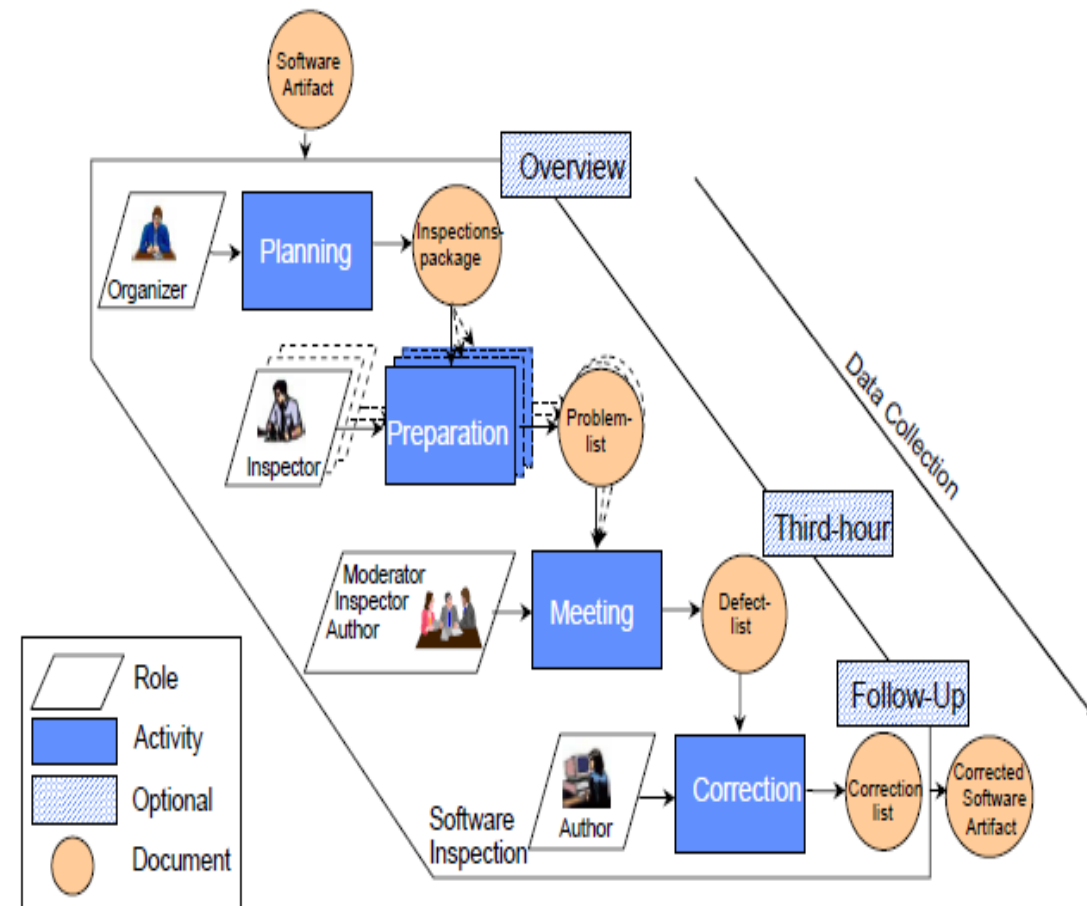 Software
Artifact
Overview
Planning
Inspections-
package
Organizer
Data Collection
Preparation
Problem-
list
Inspector
Third-hour
Moderator
Inspector
Author
Meeting
Defect-
list
Follow-Up
Role
Activity
Optional
Document
Correction
Correction
list
Corrected
Software
Artifact
Author
Software
Inspection